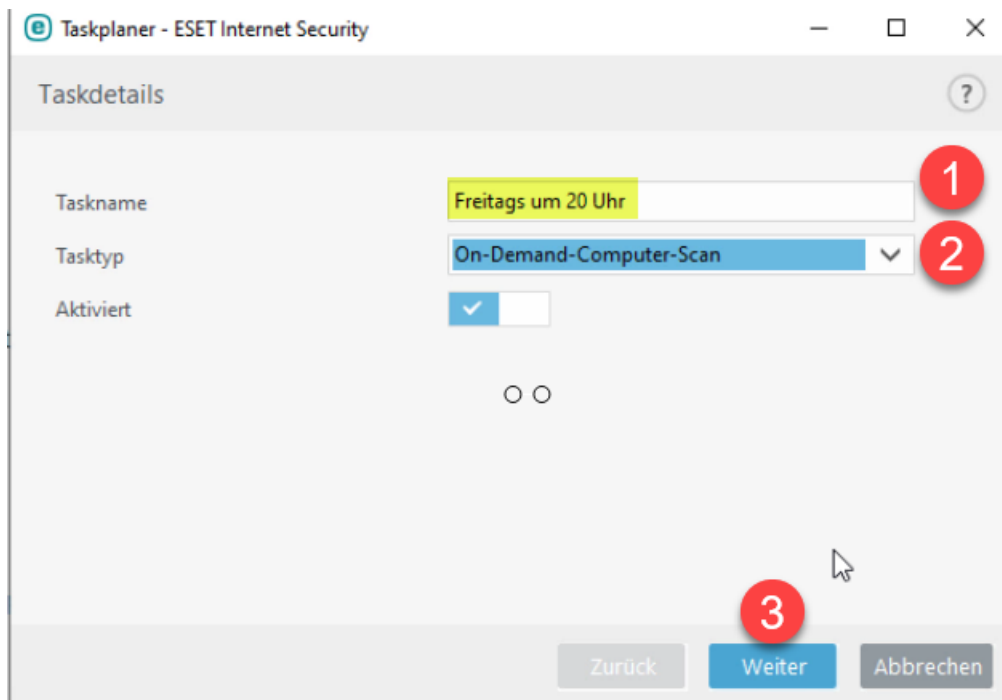 Taskplaner - ESET Internet Security
Taskdetails
?
Taskname
Freitags um 20 Uhr
1
Tasktyp
On-Demand-Computer-Scan
2
Aktiviert
3
Zurück
Weiter
Abbrechen